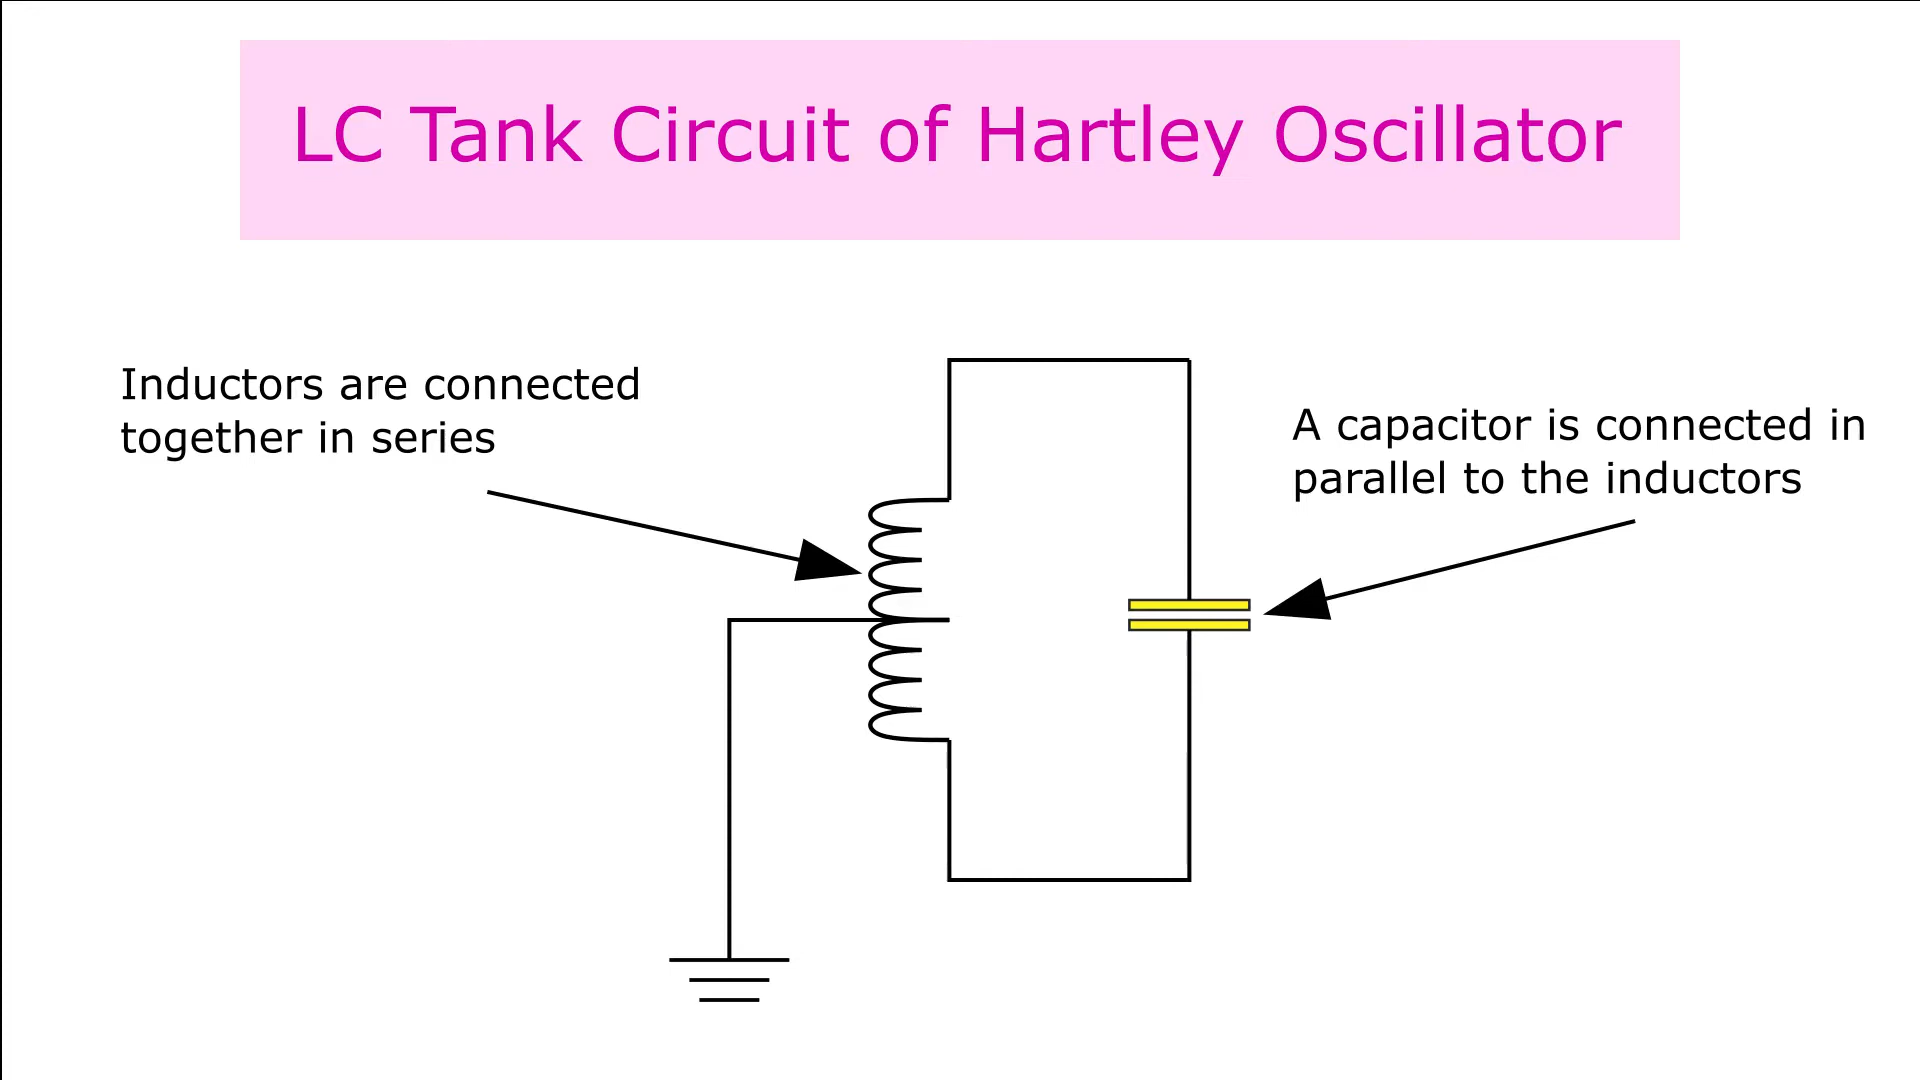 LC Tank Circuit of Hartley Oscillator
Inductors are connected
together in series
A capacitor is connected in
parallel to the inductors